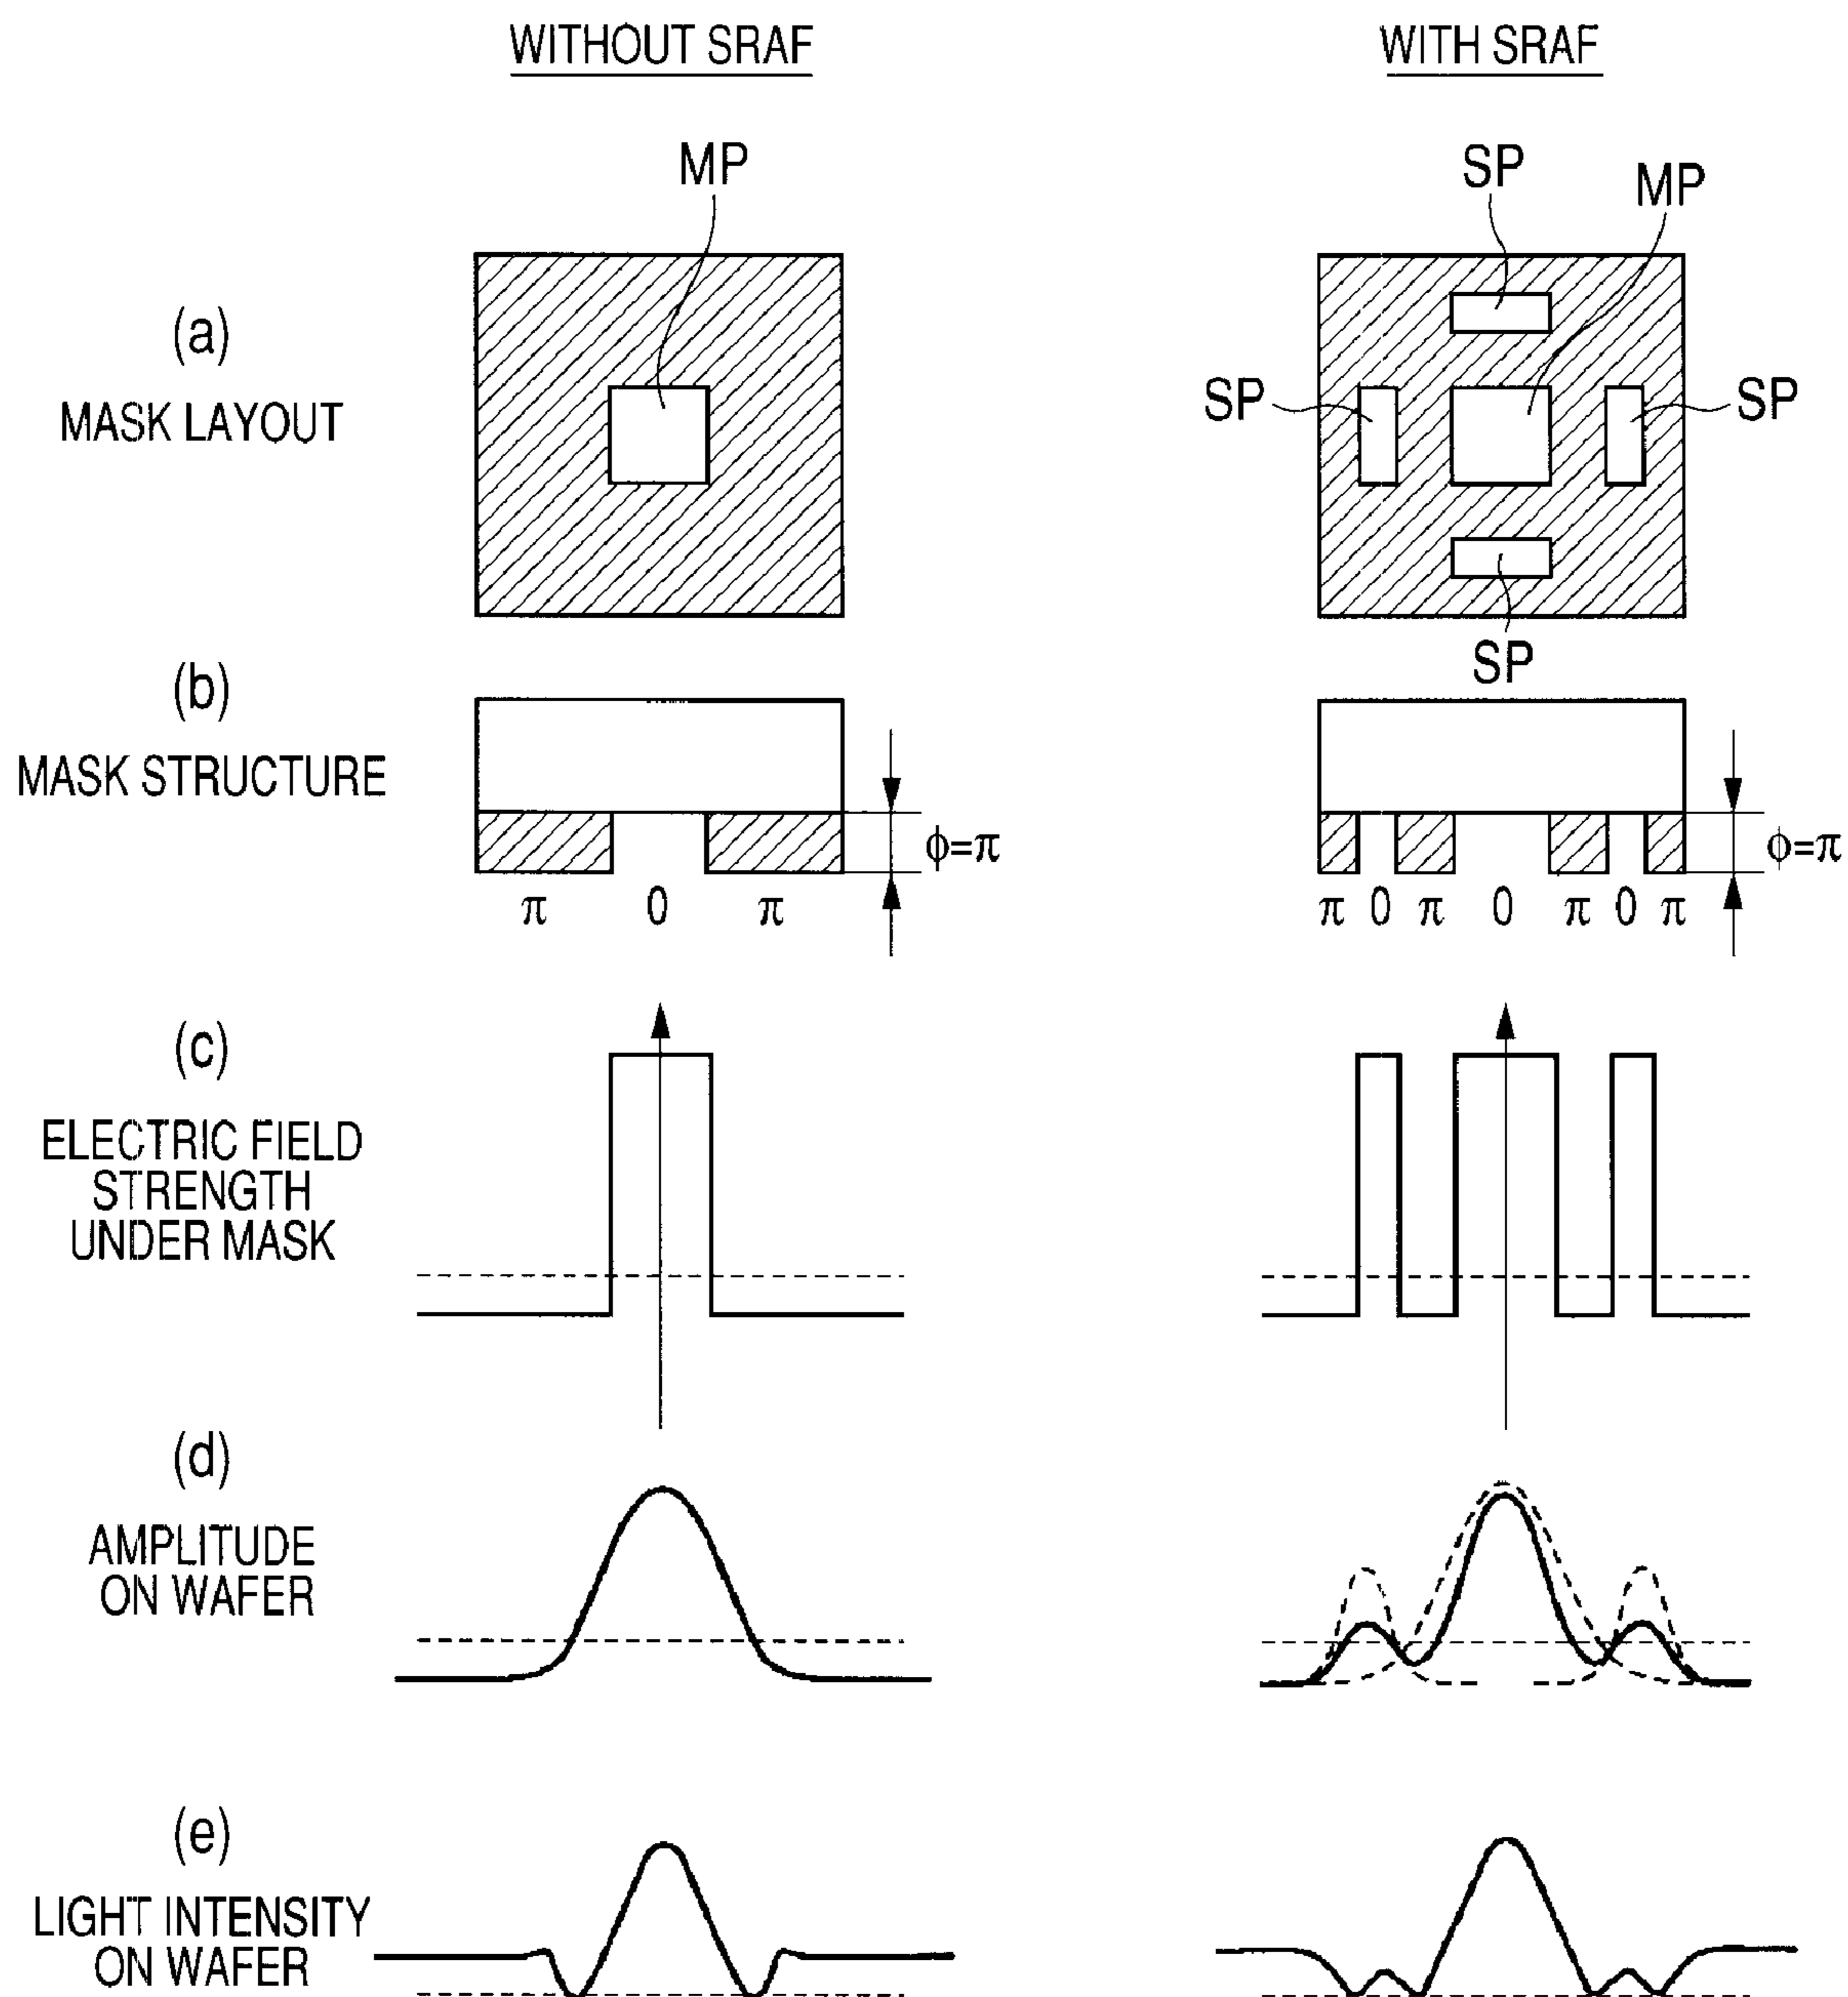 WITHOUT SRAF
WITH SRAF
MP
SP
MP
(a)
MASK LAYOUT
SP
SP
SP
(b)
MASK STRUCTURE
ϕ=π
ϕ=π
π 0 π
π 0 π 0 π 0 π
(c)
ELECTRIC FIELD
STRENGTH
UNDER MASK
(d)
AMPLITUDE
ON WAFER
(e)
LIGHT INTENSITY
ON WAFER